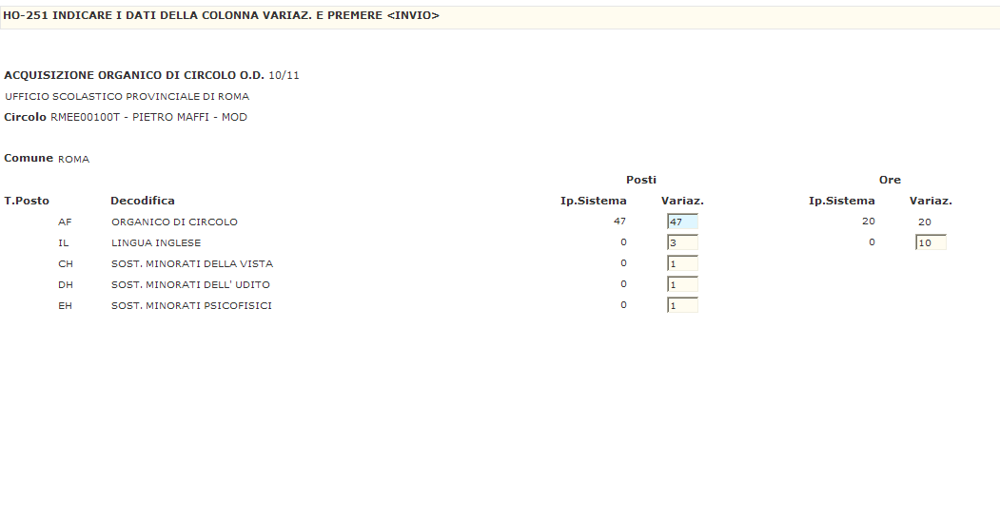 HO-251 INDICARE I DATI DELLA COLONNA VARIAZ. E PREMERE <INVIO>
ACQUISIZIONE ORGANICO DI CIRCOLO O.D. 10/11
UFFICIO SCOLASTICO PROVINCIALE DI ROMA
Circolo RMEE00100T - PIETRO MAFFI - MOD
Comune ROMA
Posti Ore
T.Posto Decodifica Ip.Sistema Variaz. Ip.Sistema Variaz.
AF ORGANICO DI CIRCOLO 47 47 20 20
IL LINGUA INGLESE 0 3 0 10
CH SOST. MINORATI DELLA VISTA 0 1
DH SOST. MINORATI DELL' UDITO 0 1
EH SOST. MINORATI PSICOFISICI 0 1